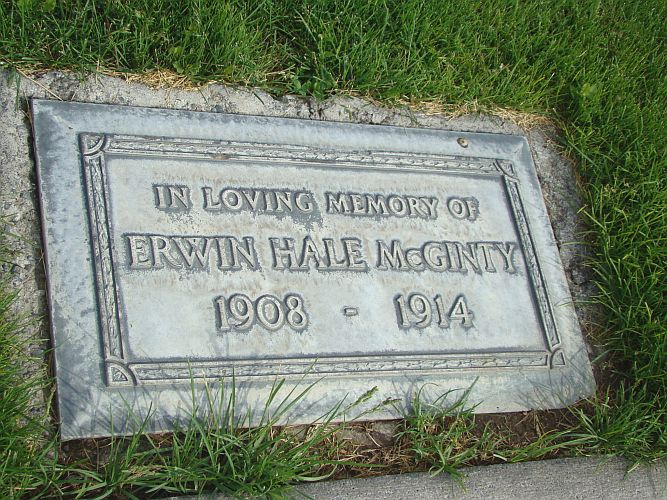 IN LOVING MEMORY OF
ERWIN HALE McGINTY
1908 - 1914